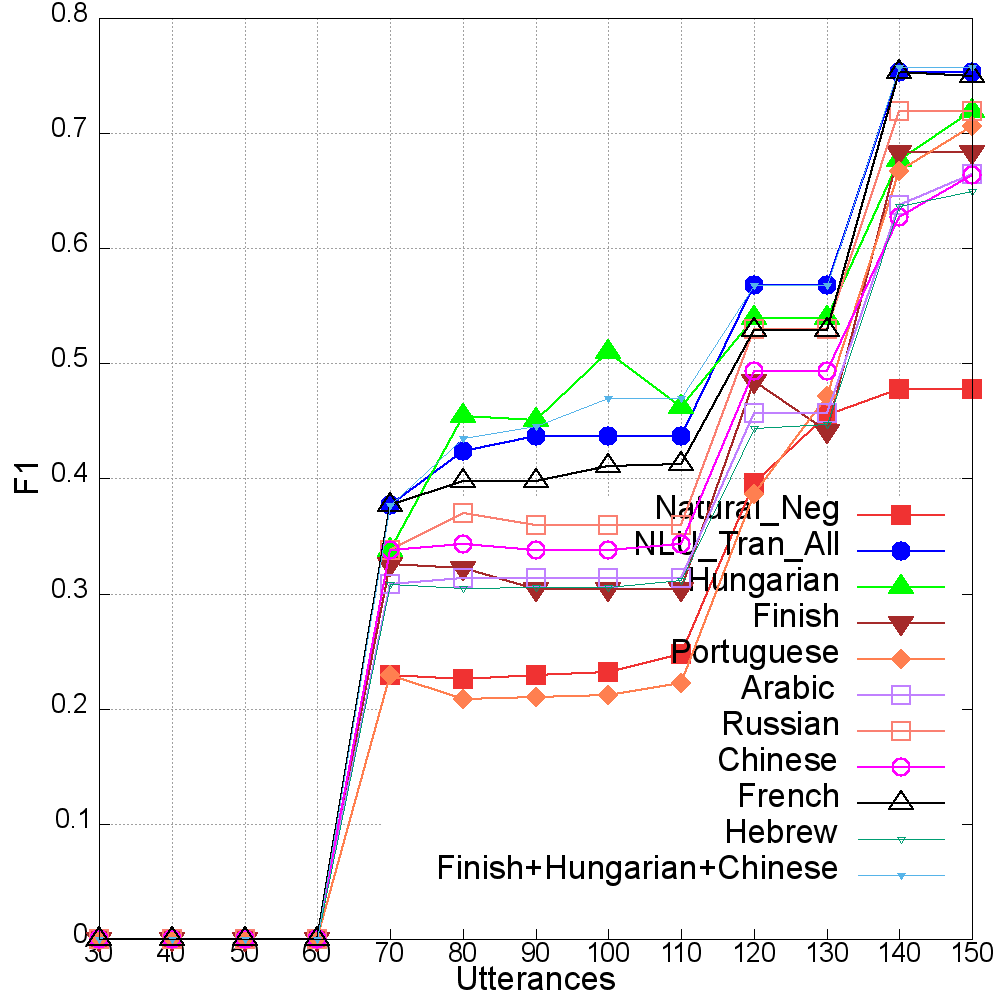 0.8
0.7
0.6
0.5
0.4
0.3
0.2
0.1
0
F1
Natural_Neg
NLU_Tran_All
Hungarian
Finish
Portuguese
Arabic
Russian
Chinese
French
Hebrew
Finish+Hungarian+Chinese
30 40 50 60 70 80 90 100 110 120 130 140 150
Utterances